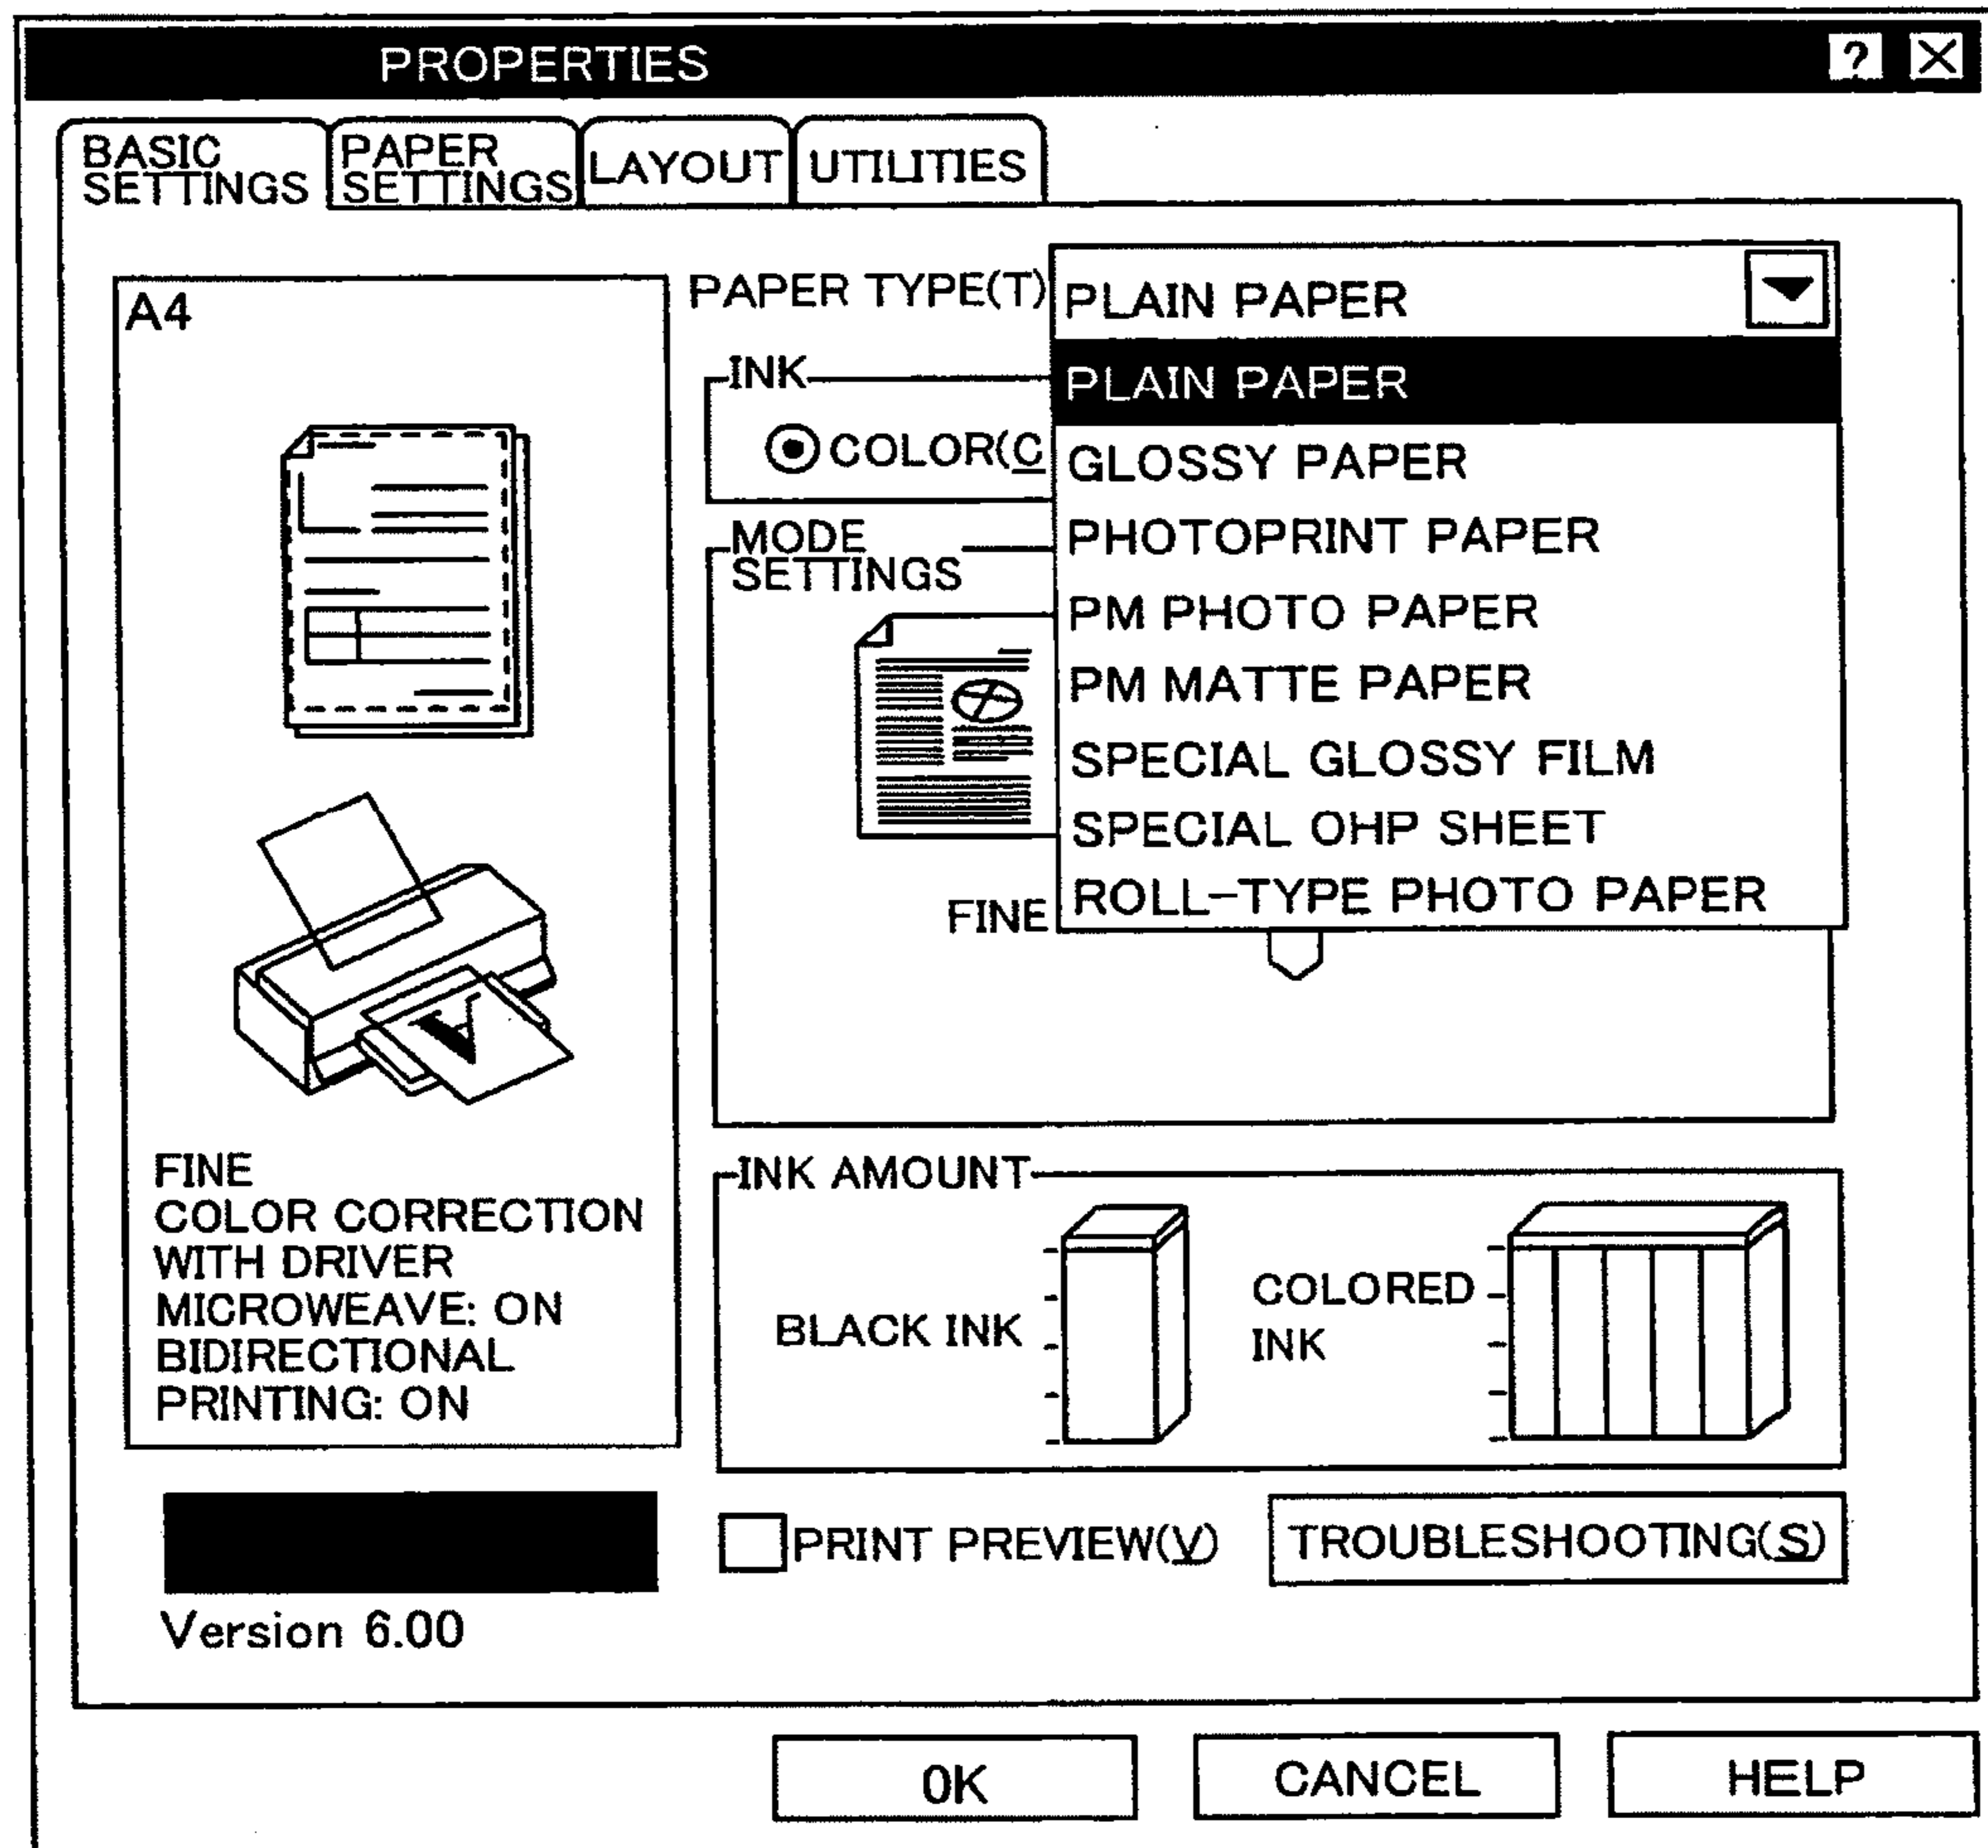 PROPERTIES
?
BASIC
SETTINGS
PAPER
SETTINGS
LAYOUT
UTILITIES
A4
PAPER TYPE(T)
PLAIN PAPER
PLAIN PAPER
GLOSSY PAPER
PHOTOPRINT PAPER
PM PHOTO PAPER
PM MATTE PAPER
SPECIAL GLOSSY FILM
SPECIAL OHP SHEET
ROLL-TYPE PHOTO PAPER
INK
COLOR(C
MODE
SETTINGS
FINE
A
FINE
COLOR CORRECTION
WITH DRIVER
MICROWEAVE: ON
BIDIRECTIONAL
PRINTING: ON
INK AMOUNT
BLACK INK
COLORED
INK
PRINT PREVIEW(V)
TROUBLESHOOTING(S)
Version 6.00
OK
CANCEL
HELP